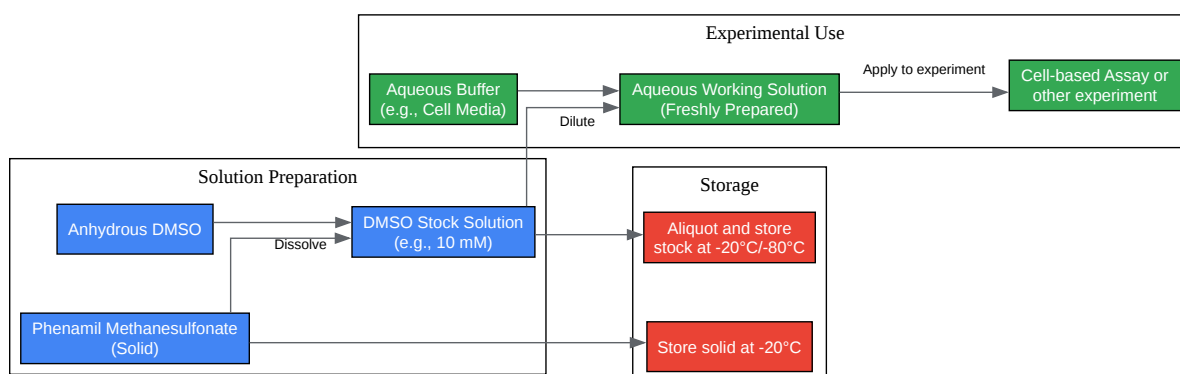 Experimental Use
Aqueous Buffer
(e.g., Cell Media)
Dilute
Aqueous Working Solution
(Freshly Prepared)
Apply to experiment
Cell-based Assay or
other experiment
Solution Preparation
Anhydrous DMSO
Dissolve
DMSO Stock Solution
(e.g., 10 mM)
Phenamil Methanesulfonate
(Solid)
Storage
Aliquot and store
stock at -20°C/-80°C
Store solid at -20°C